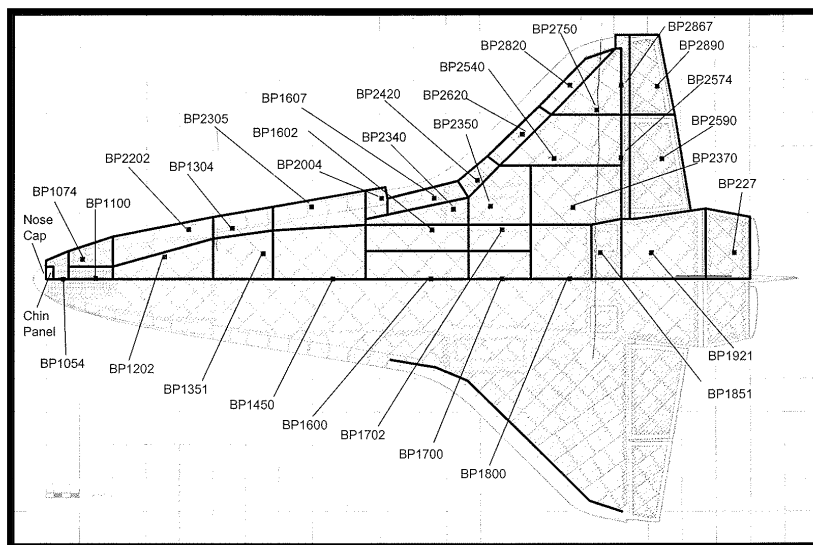 BP2750
BP2867
BP2820
BP2890
BP2540
BP2574
BP1607
BP2420
BP2620
BP2305
BP1602
BP2340
BP2350
BP2590
BP2202
BP1304
BP2004
BP2370
BP1074
BP1100
BP227
Nose
Cap
Chin
Panel
BP1054
BP1202
BP1351
BP1450
BP1600
BP1702
BP1700
BP1800
BP1921
BP1851